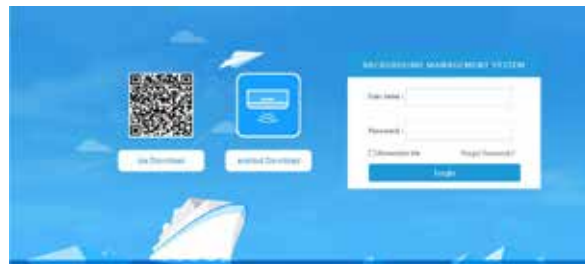 BACKGROUND MANAGEMENT SYSTEM
User name :
Password :
Remember Me
Forgot Password?
Login
ios Download
android Download